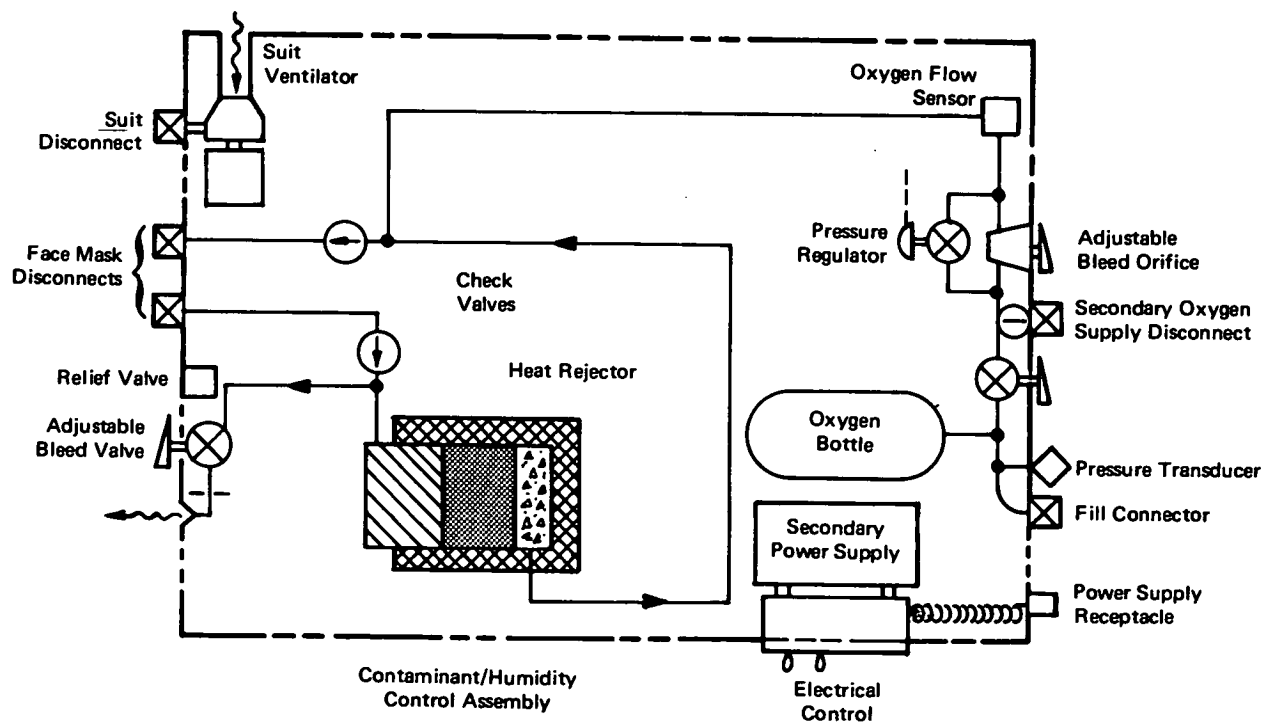 Suit
Ventilator
Oxygen Flow
Sensor
Suit
Disconnect
Face Mask
Disconnects
Pressure
Regulator
Adjustable
Bleed Orifice
Check
Valves
Secondary Oxygen
Supply Disconnect
Relief Valve
Heat Rejector
Adjustable
Bleed Valve
Oxygen
Bottle
Pressure Transducer
Fill Connector
Secondary
Power Supply
Power Supply
Receptacle
Contaminant/Humidity
Control Assembly
Electrical
Control